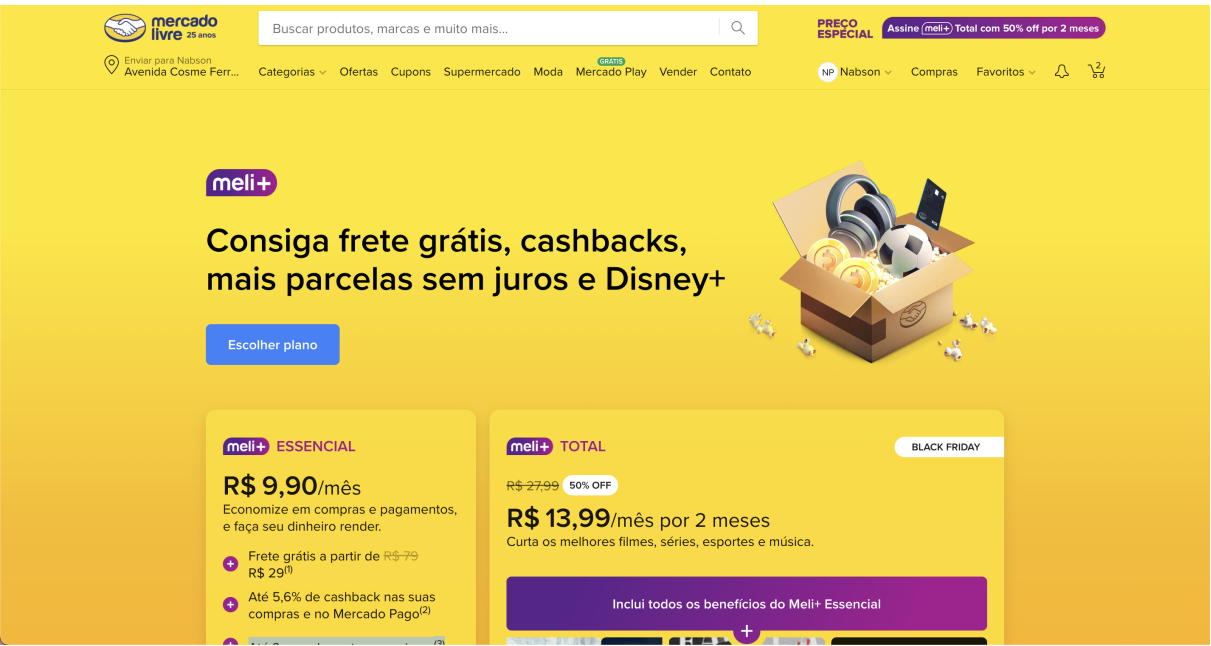 mercado
livre 25 anos
Buscar produtos, marcas e muito mais...
PREÇO
ESPECIAL
Assine meli+ Total com 50% off por 2 meses
Enviar para Nabson
Avenida Cosme Ferr...
Categorias
Ofertas
Cupons
Supermercado
Moda
GRÁTIS
Mercado Play
Vender
Contato
NP Nabson
Compras
Favoritos
2
meli+
Consiga frete grátis, cashbacks,
mais parcelas sem juros e Disney+
Escolher plano
meli+ ESSENCIAL
R$ 9,90/mês
Economize em compras e pagamentos,
e faça seu dinheiro render.
Frete grátis a partir de R$ 79
R$ 29(1)
Até 5,6% de cashback nas suas
compras e no Mercado Pago(2)
(3)
meli+ TOTAL
BLACK FRIDAY
R$ 27,99 50% OFF
R$ 13,99/mês por 2 meses
Curta os melhores filmes, séries, esportes e música.
Inclui todos os benefícios do Meli+ Essencial
+